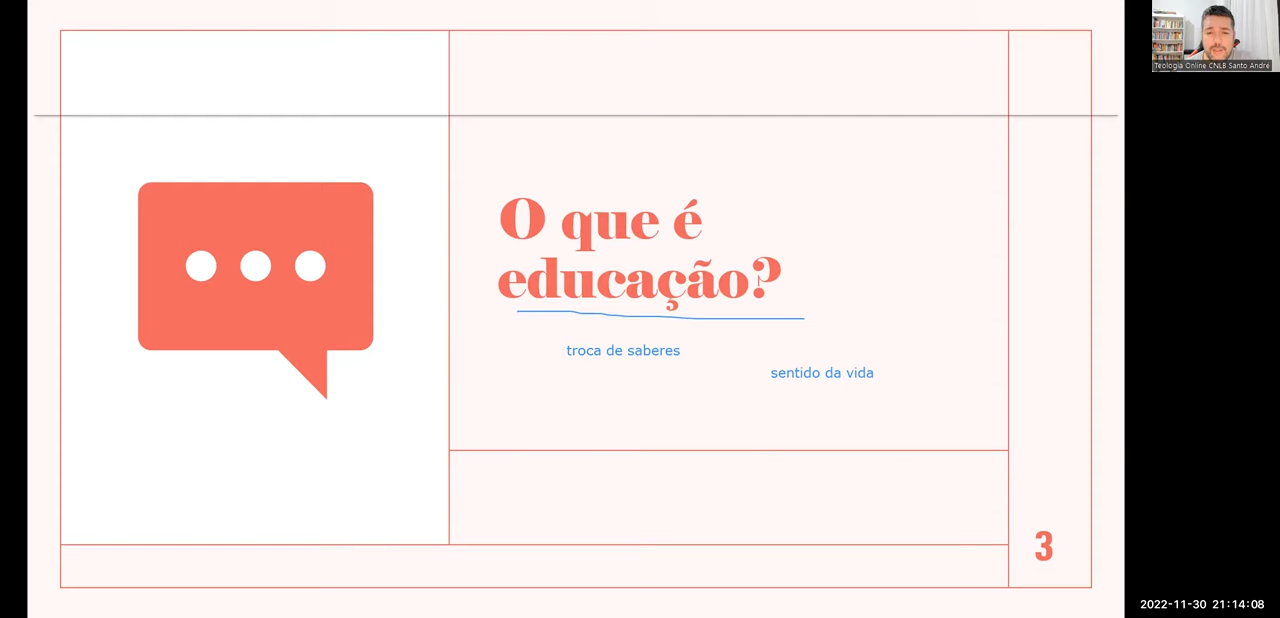 O que é
educação?
troca de saberes
sentido da vida
3
Teologia Online CNLB Santo André
2022-11-30 21:14:08